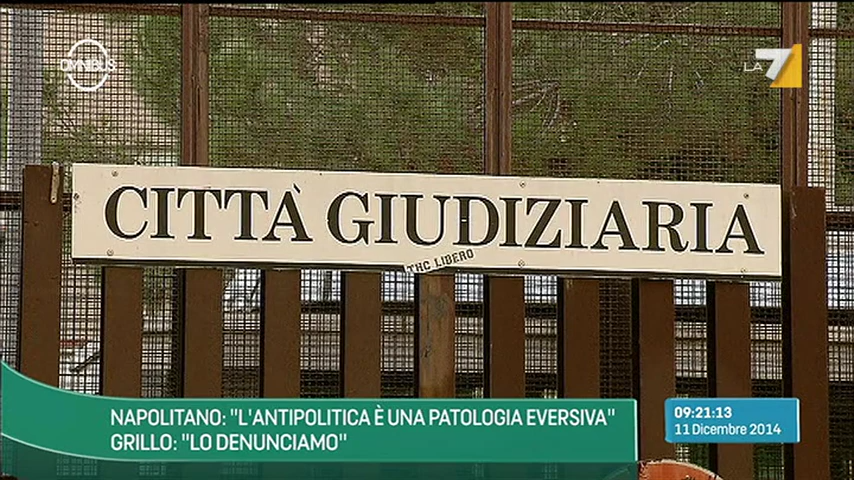 OMNIBUS
LA 7
CITTÀ GIUDIZIARIA
THC LIBERO
NAPOLITANO: "L'ANTIPOLITICA È UNA PATOLOGIA EVERSIVA"
GRILLO: "LO DENUNCIAMO"
09:21:13
11 Dicembre 2014